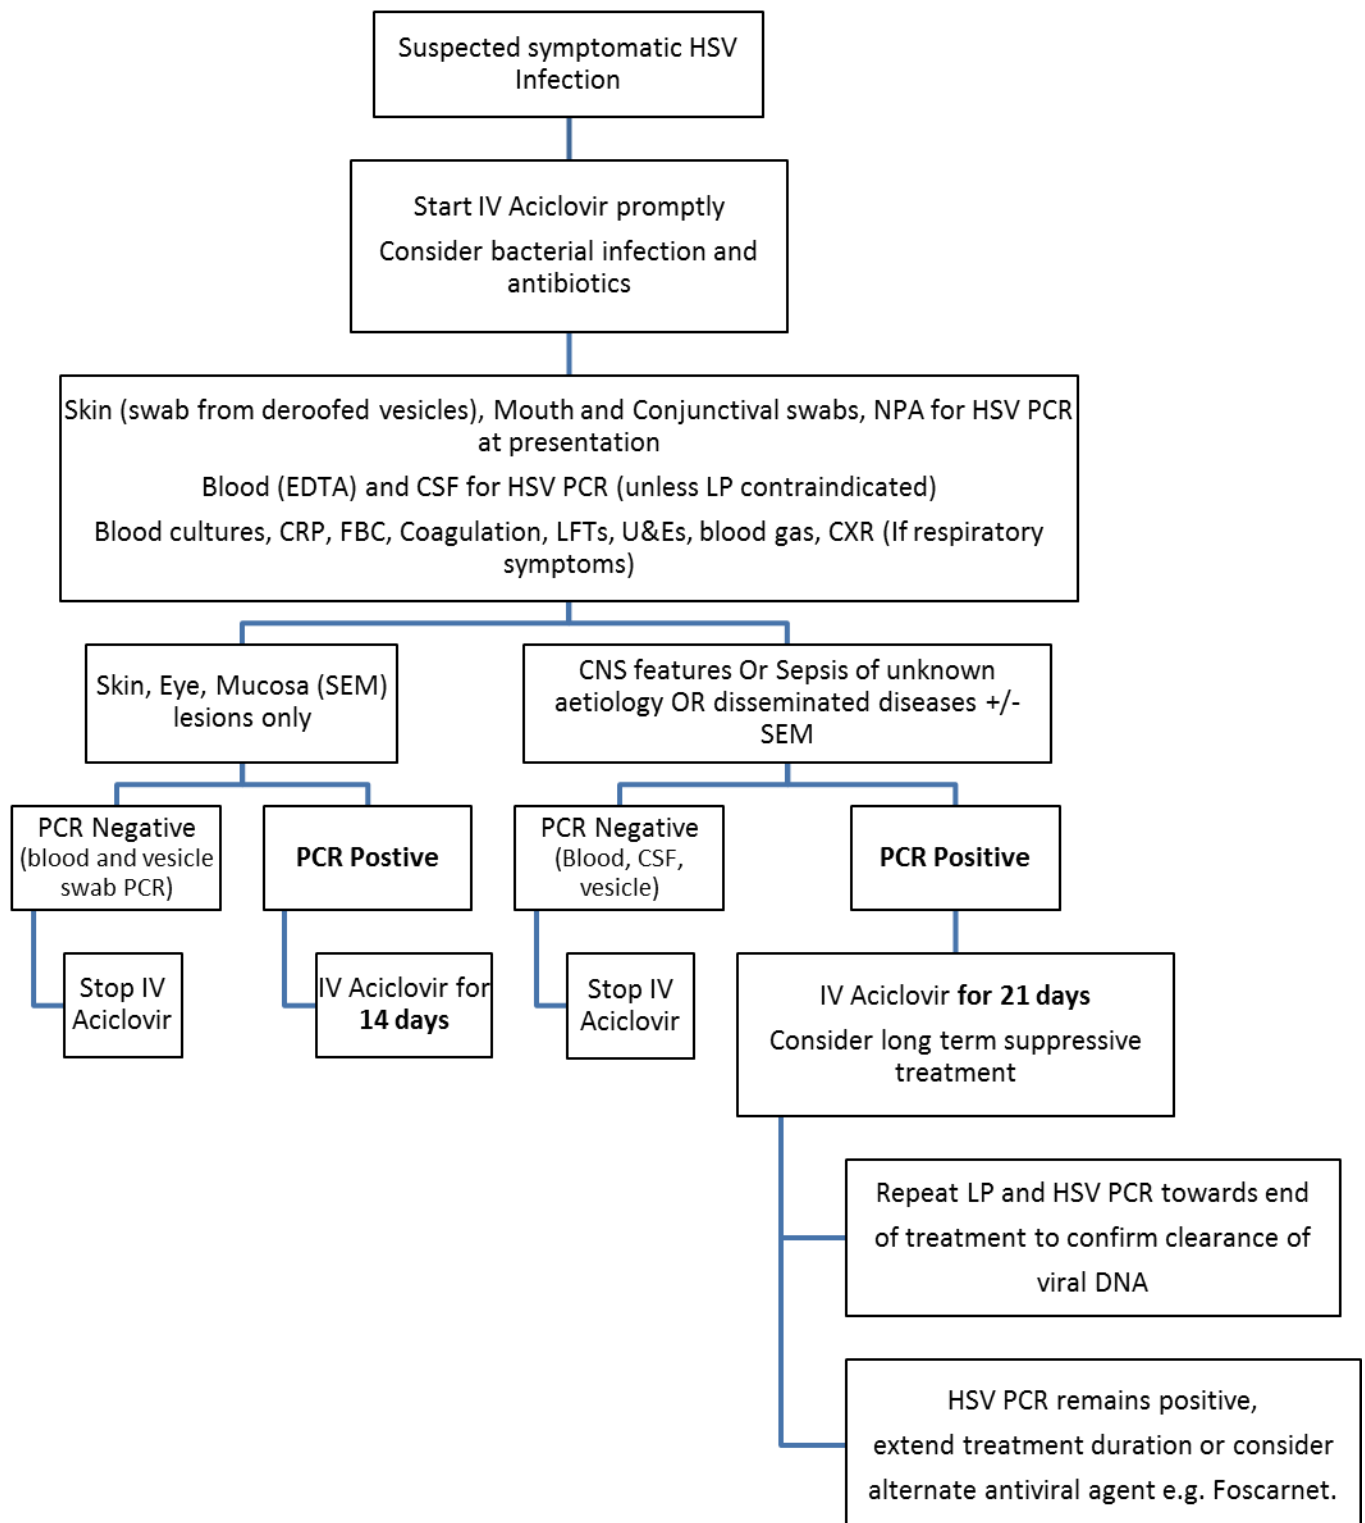 Suspected symptomatic HSV
Infection
Start IV Aciclovir promptly
Consider bacterial infection and
antibiotics
Skin (swab from deroofed vesicles), Mouth and Conjunctival swabs, NPA for HSV PCR
at presentation
Blood (EDTA) and CSF for HSV PCR (unless LP contraindicated)
Blood cultures, CRP, FBC, Coagulation, LFTs, U&Es, blood gas, CXR (If respiratory
symptoms)
Skin, Eye, Mucosa (SEM)
lesions only
CNS features Or Sepsis of unknown
aetiology OR disseminated diseases +/-
SEM
PCR Negative
(blood and vesicle
swab PCR)
PCR Postive
PCR Negative
(Blood, CSF,
vesicle)
PCR Positive
Stop IV
Aciclovir
IV Aciclovir for
14 days
Stop IV
Aciclovir
IV Aciclovir for 21 days
Consider long term suppressive
treatment
Repeat LP and HSV PCR towards end
of treatment to confirm clearance of
viral DNA
HSV PCR remains positive,
extend treatment duration or consider
alternate antiviral agent e.g. Foscarnet.